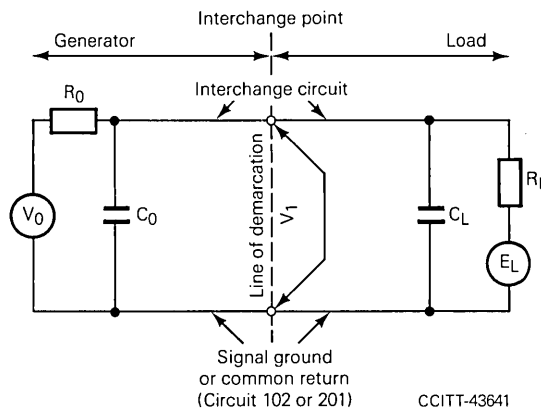 Interchange point
Generator
Load
R0
Interchange circuit
V0
C0
Line of demarcation
V1
CL
EL
Signal ground
or common return
(Circuit 102 or 201)
CCITT-43641